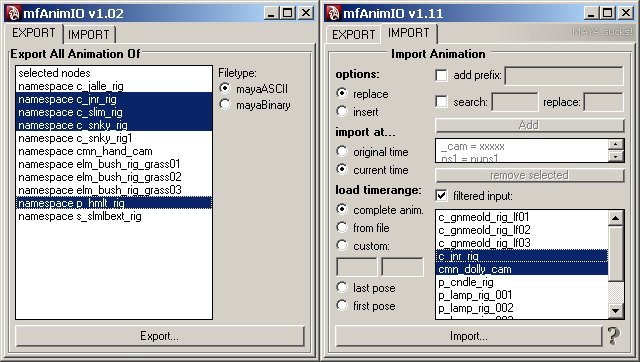 mfAnimIO v1.02
EXPORT IMPORT
Export All Animation Of
selected nodes
namespace c_jalle_rig
namespace c_jnr_rig
namespace c_slim_rig
namespace c_snky_rig
namespace c_snky_rig1
namespace cmn_hand_cam
namespace elm_bush_rig_grass01
namespace elm_bush_rig_grass02
namespace elm_bush_rig_grass03
namespace p_hmlt_rig
namespace s_slmlbext_rig
Filetype:
mayaASCII
mayaBinary
Export...
mfAnimIO v1.11
EXPORT IMPORT
MAYA sucks!
Import Animation
options:
replace
insert
import at...
original time
current time
load timerange:
complete anim.
from file
custom:
last pose
first pose
add prefix:
search: replace:
Add
_cam = xxxxx
ns1 = nups1
remove selected
filtered input:
c_gnmeold_rig_lf01
c_gnmeold_rig_lf02
c_gnmeold_rig_lf03
c_jnr_rig
cmn_dolly_cam
p_cndle_rig
p_lamp_rig_001
p_lamp_rig_002
Import...
?